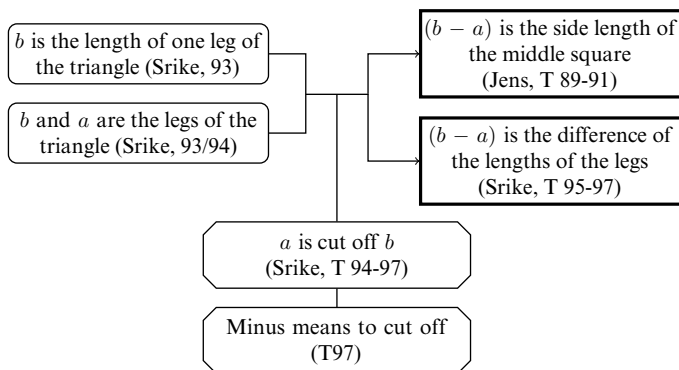 b is the length of one leg of
the triangle (Srike, 93)
b and a are the legs of the
triangle (Srike, 93/94)
(b − a) is the side length of
the middle square
(Jens, T 89-91)
(b − a) is the difference of
the lengths of the legs
(Srike, T 95-97)
a is cut off b
(Srike, T 94-97)
Minus means to cut off
(T97)